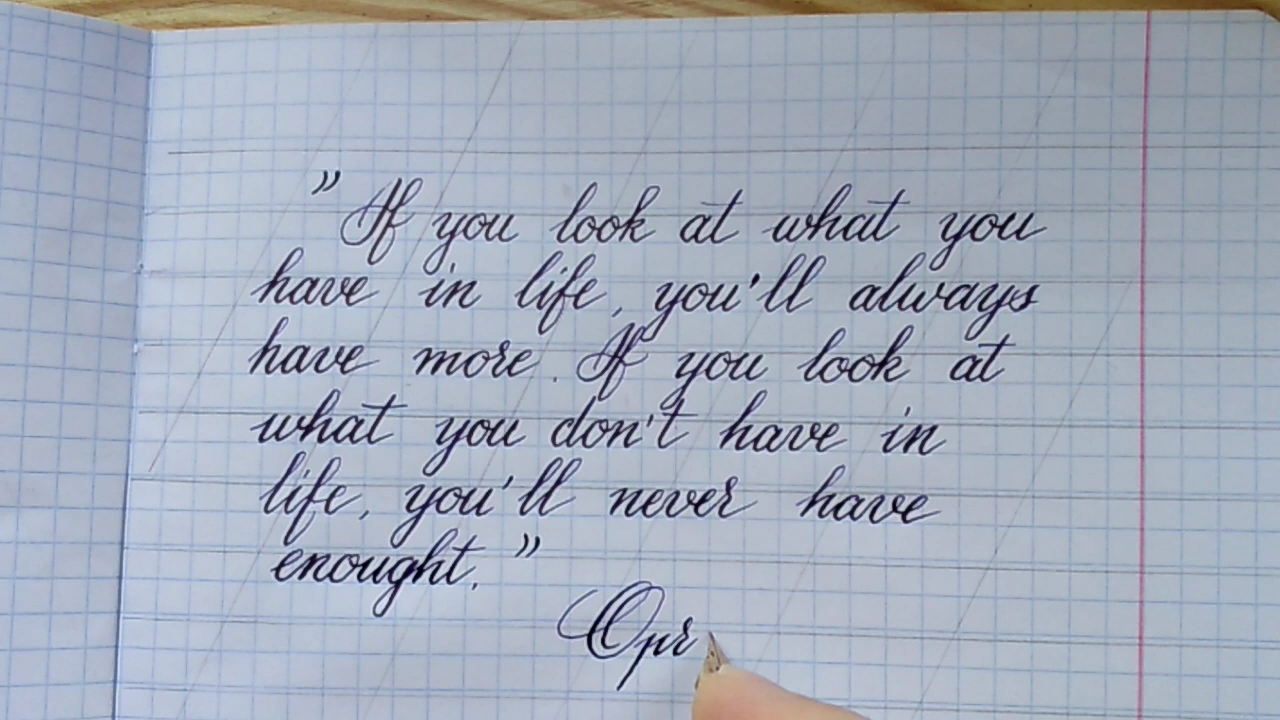 ”If you look at what you
have in life, you'll always
have more. If you look at
what you don't have in
life, you'll never have
enought.”
Opr